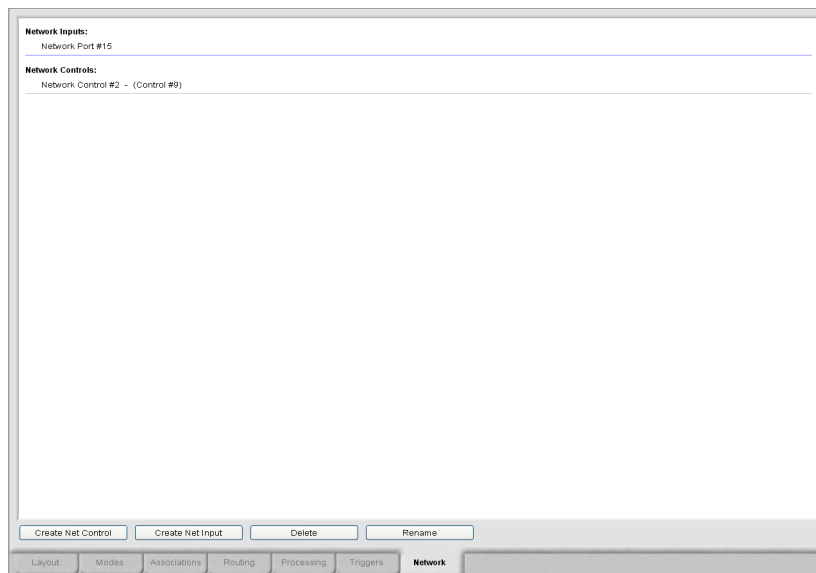 Network Inputs:
Network Port #15
Network Controls:
Network Control #2 - (Control #9)
Create Net Control Create Net Input Delete Rename
Layout Modes Associations Routing Processing Triggers Network